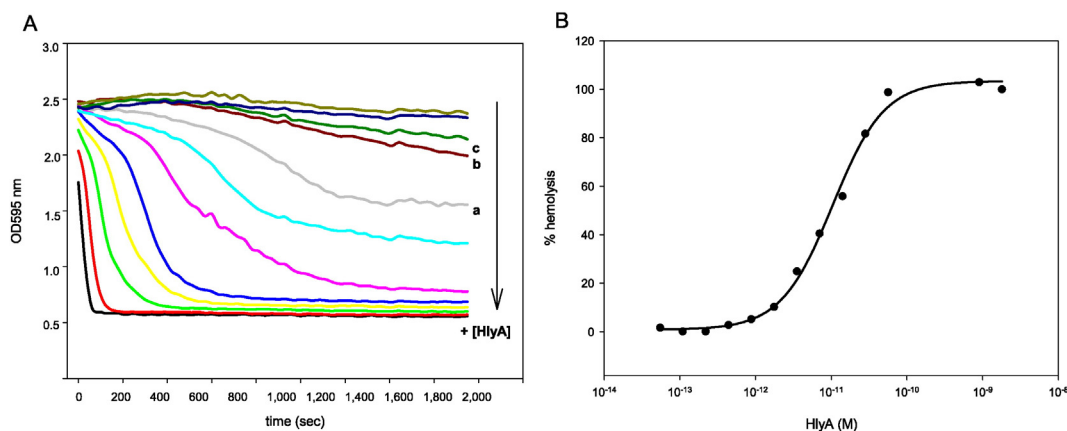 A
OD595 nm
3.0
2.5
2.0
1.5
1.0
0.5
c
b
a
+ [HlyA]
0 200 400 600 800 1,000 1,200 1,400 1,600 1,800 2,000
time (sec)
B
% hemolysis
120
100
80
60
40
20
0
10-14 10-13 10-12 10-11 10-10 10-9 10-8
HlyA (M)